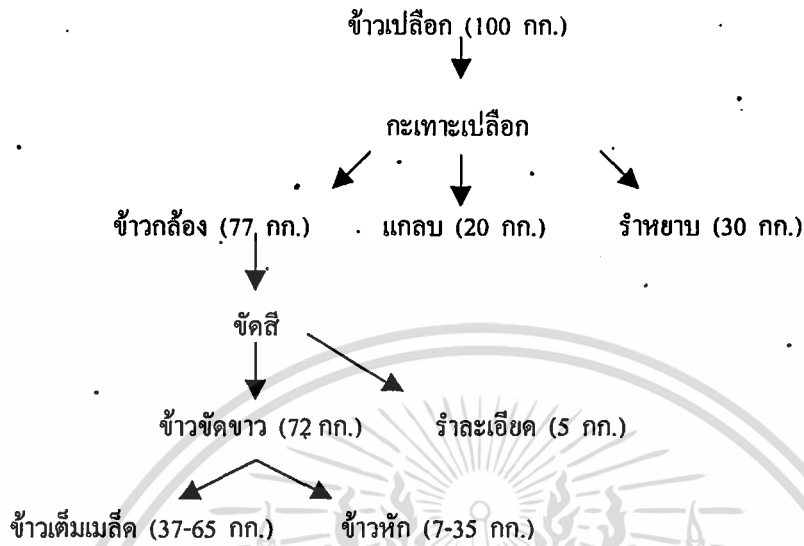 ข้าวเปลือก (100 กก.)
กะเทาะเปลือก
ข้าวกล้อง (77 กก.) แกลบ (20 กก.) รำหยาบ (30 กก.)
ขัดสี
ข้าวขัดขาว (72 กก.) รำละเอียด (5 กก.)
ข้าวเต็มเมล็ด (37-65 กก.) ข้าวหัก (7-35 กก.)